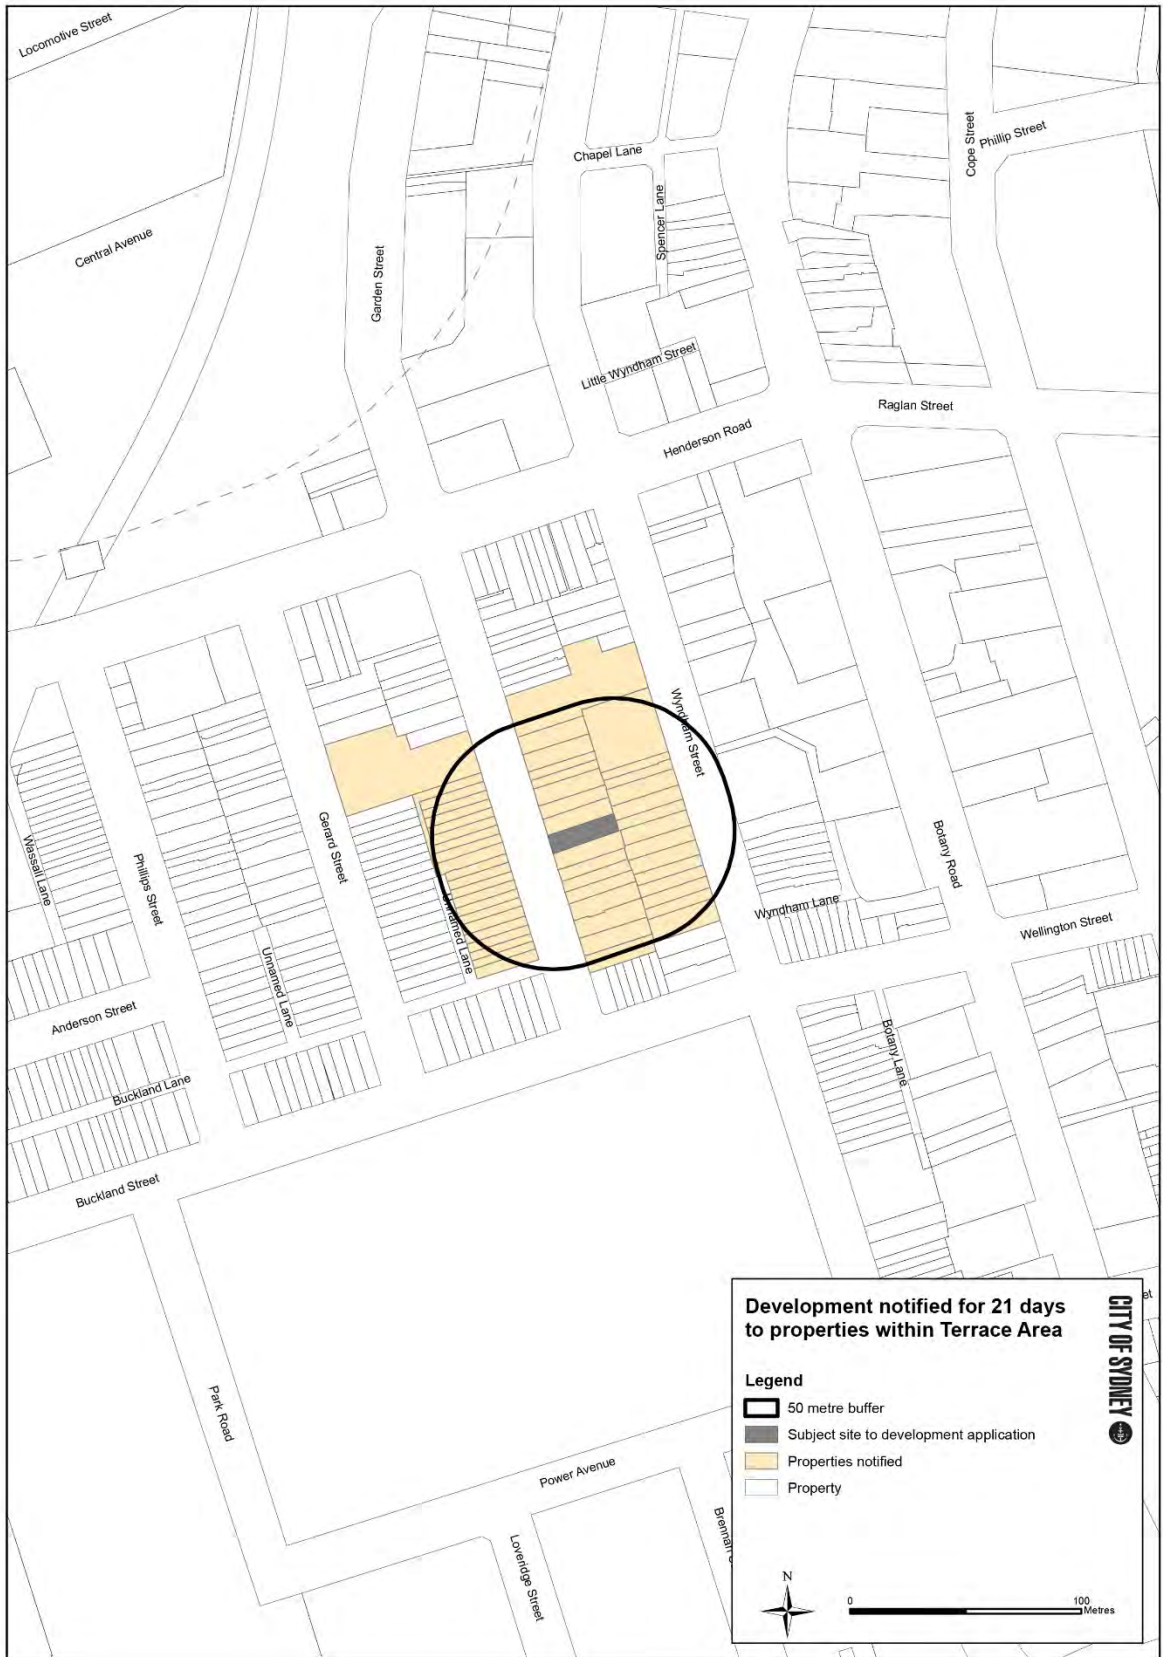 Locomotive Street
Cope Street
Phillip Street
Chapel Lane
Spencer Lane
Central Avenue
Garden Street
Little Wyndham Street
Raglan Street
Henderson Road
Wyndham Street
Gerard Street
Botany Road
Wassall Lane
Phillips Street
Unnamed Lane
Wyndham Lane
Wellington Street
Unnamed Lane
Anderson Street
Botany Lane
Buckland Lane
Buckland Street
Park Road
Power Avenue
Loveridge Street
Development notified for 21 days
to properties within Terrace Area
CITY OF SYDNEY
Legend
50 metre buffer
Subject site to development application
Properties notified
Property
N
0
100
Metres